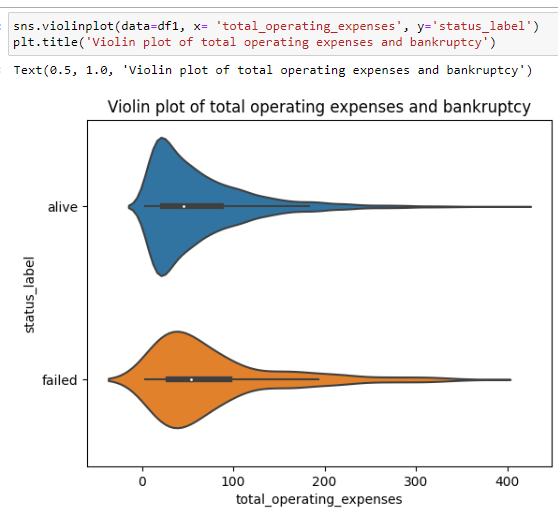 sns.violinplot(data=df1, x= 'total_operating_expenses', y='status_label')
plt.title('Violin plot of total operating expenses and bankruptcy')
Text(0.5, 1.0, 'Violin plot of total operating expenses and bankruptcy')
Violin plot of total operating expenses and bankruptcy
alive
status_label
failed
0 100 200 300 400
total_operating_expenses